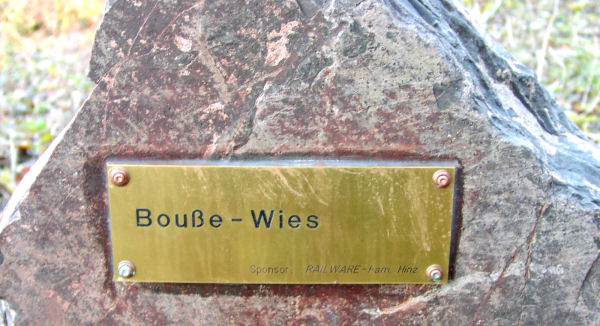 Bouße - Wies
Sponsor: RAILWARE - Fam. Hinz